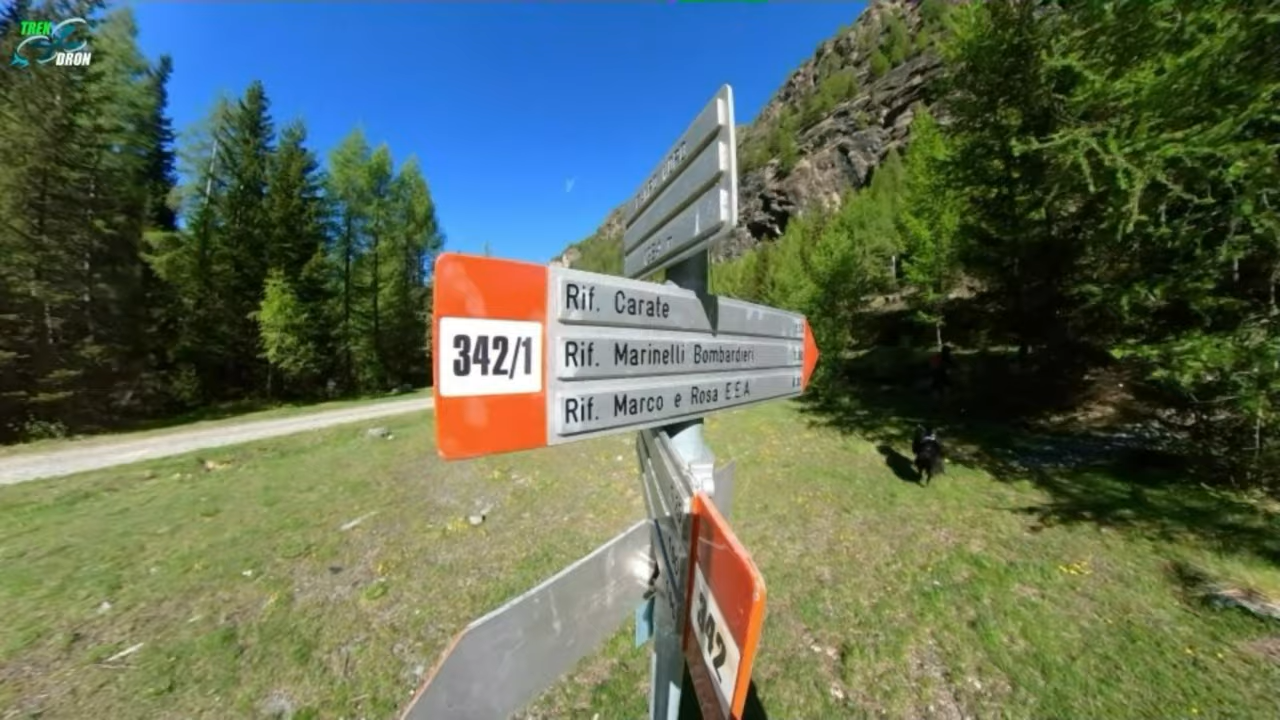 TREK
DRON
342/1
Rif. Carate
Rif. Marinelli Bombardieri
Rif. Marco e Rosa E.E.A
342